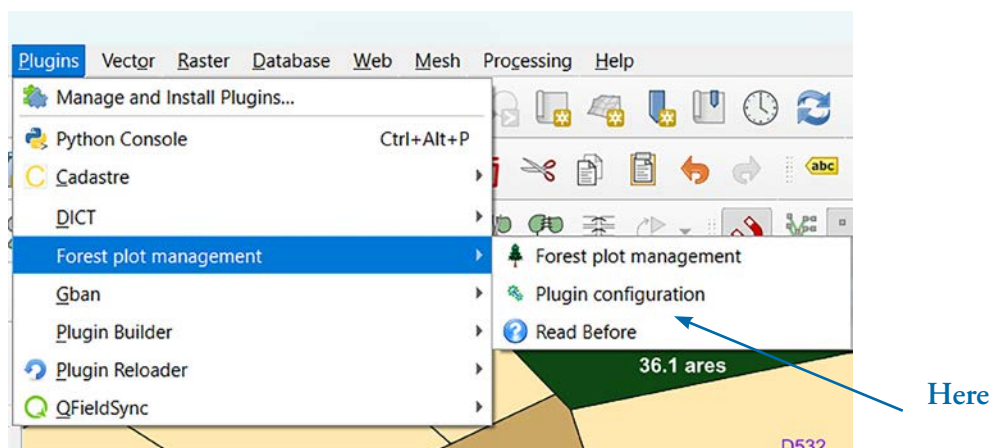 Plugins Vector Raster Database Web Mesh Processing Help
Manage and Install Plugins...
Python Console Ctrl+Alt+P
Cadastre
abc
DICT
Forest plot management
Forest plot management
Gban
Plugin configuration
Plugin Builder
Read Before
Plugin Reloader
36.1 ares
Here
QFieldSync
D532